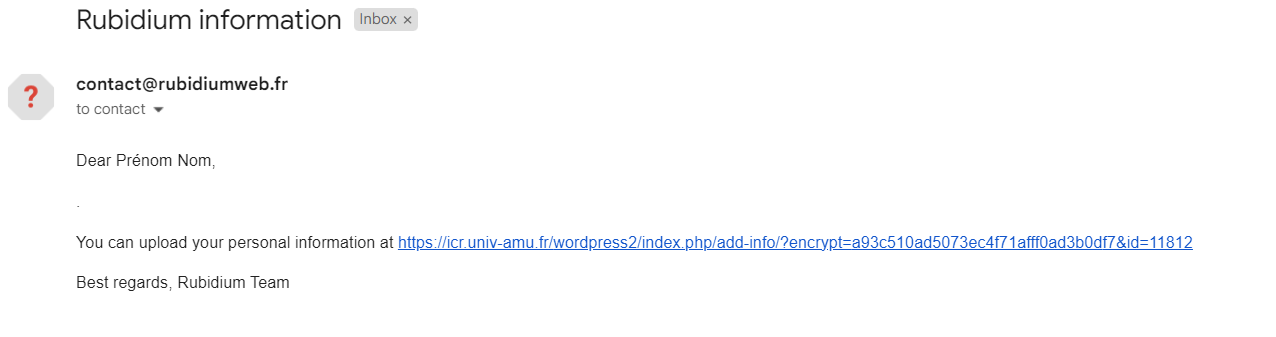 Rubidium information Inbox ×
?
contact@rubidiumweb.fr
to contact
Dear Prénom Nom,
.
You can upload your personal information at https://icr.univ-amu.fr/wordpress2/index.php/add-info/?encrypt=a93c510ad5073ec4f71afff0ad3b0df7&id=11812
Best regards, Rubidium Team